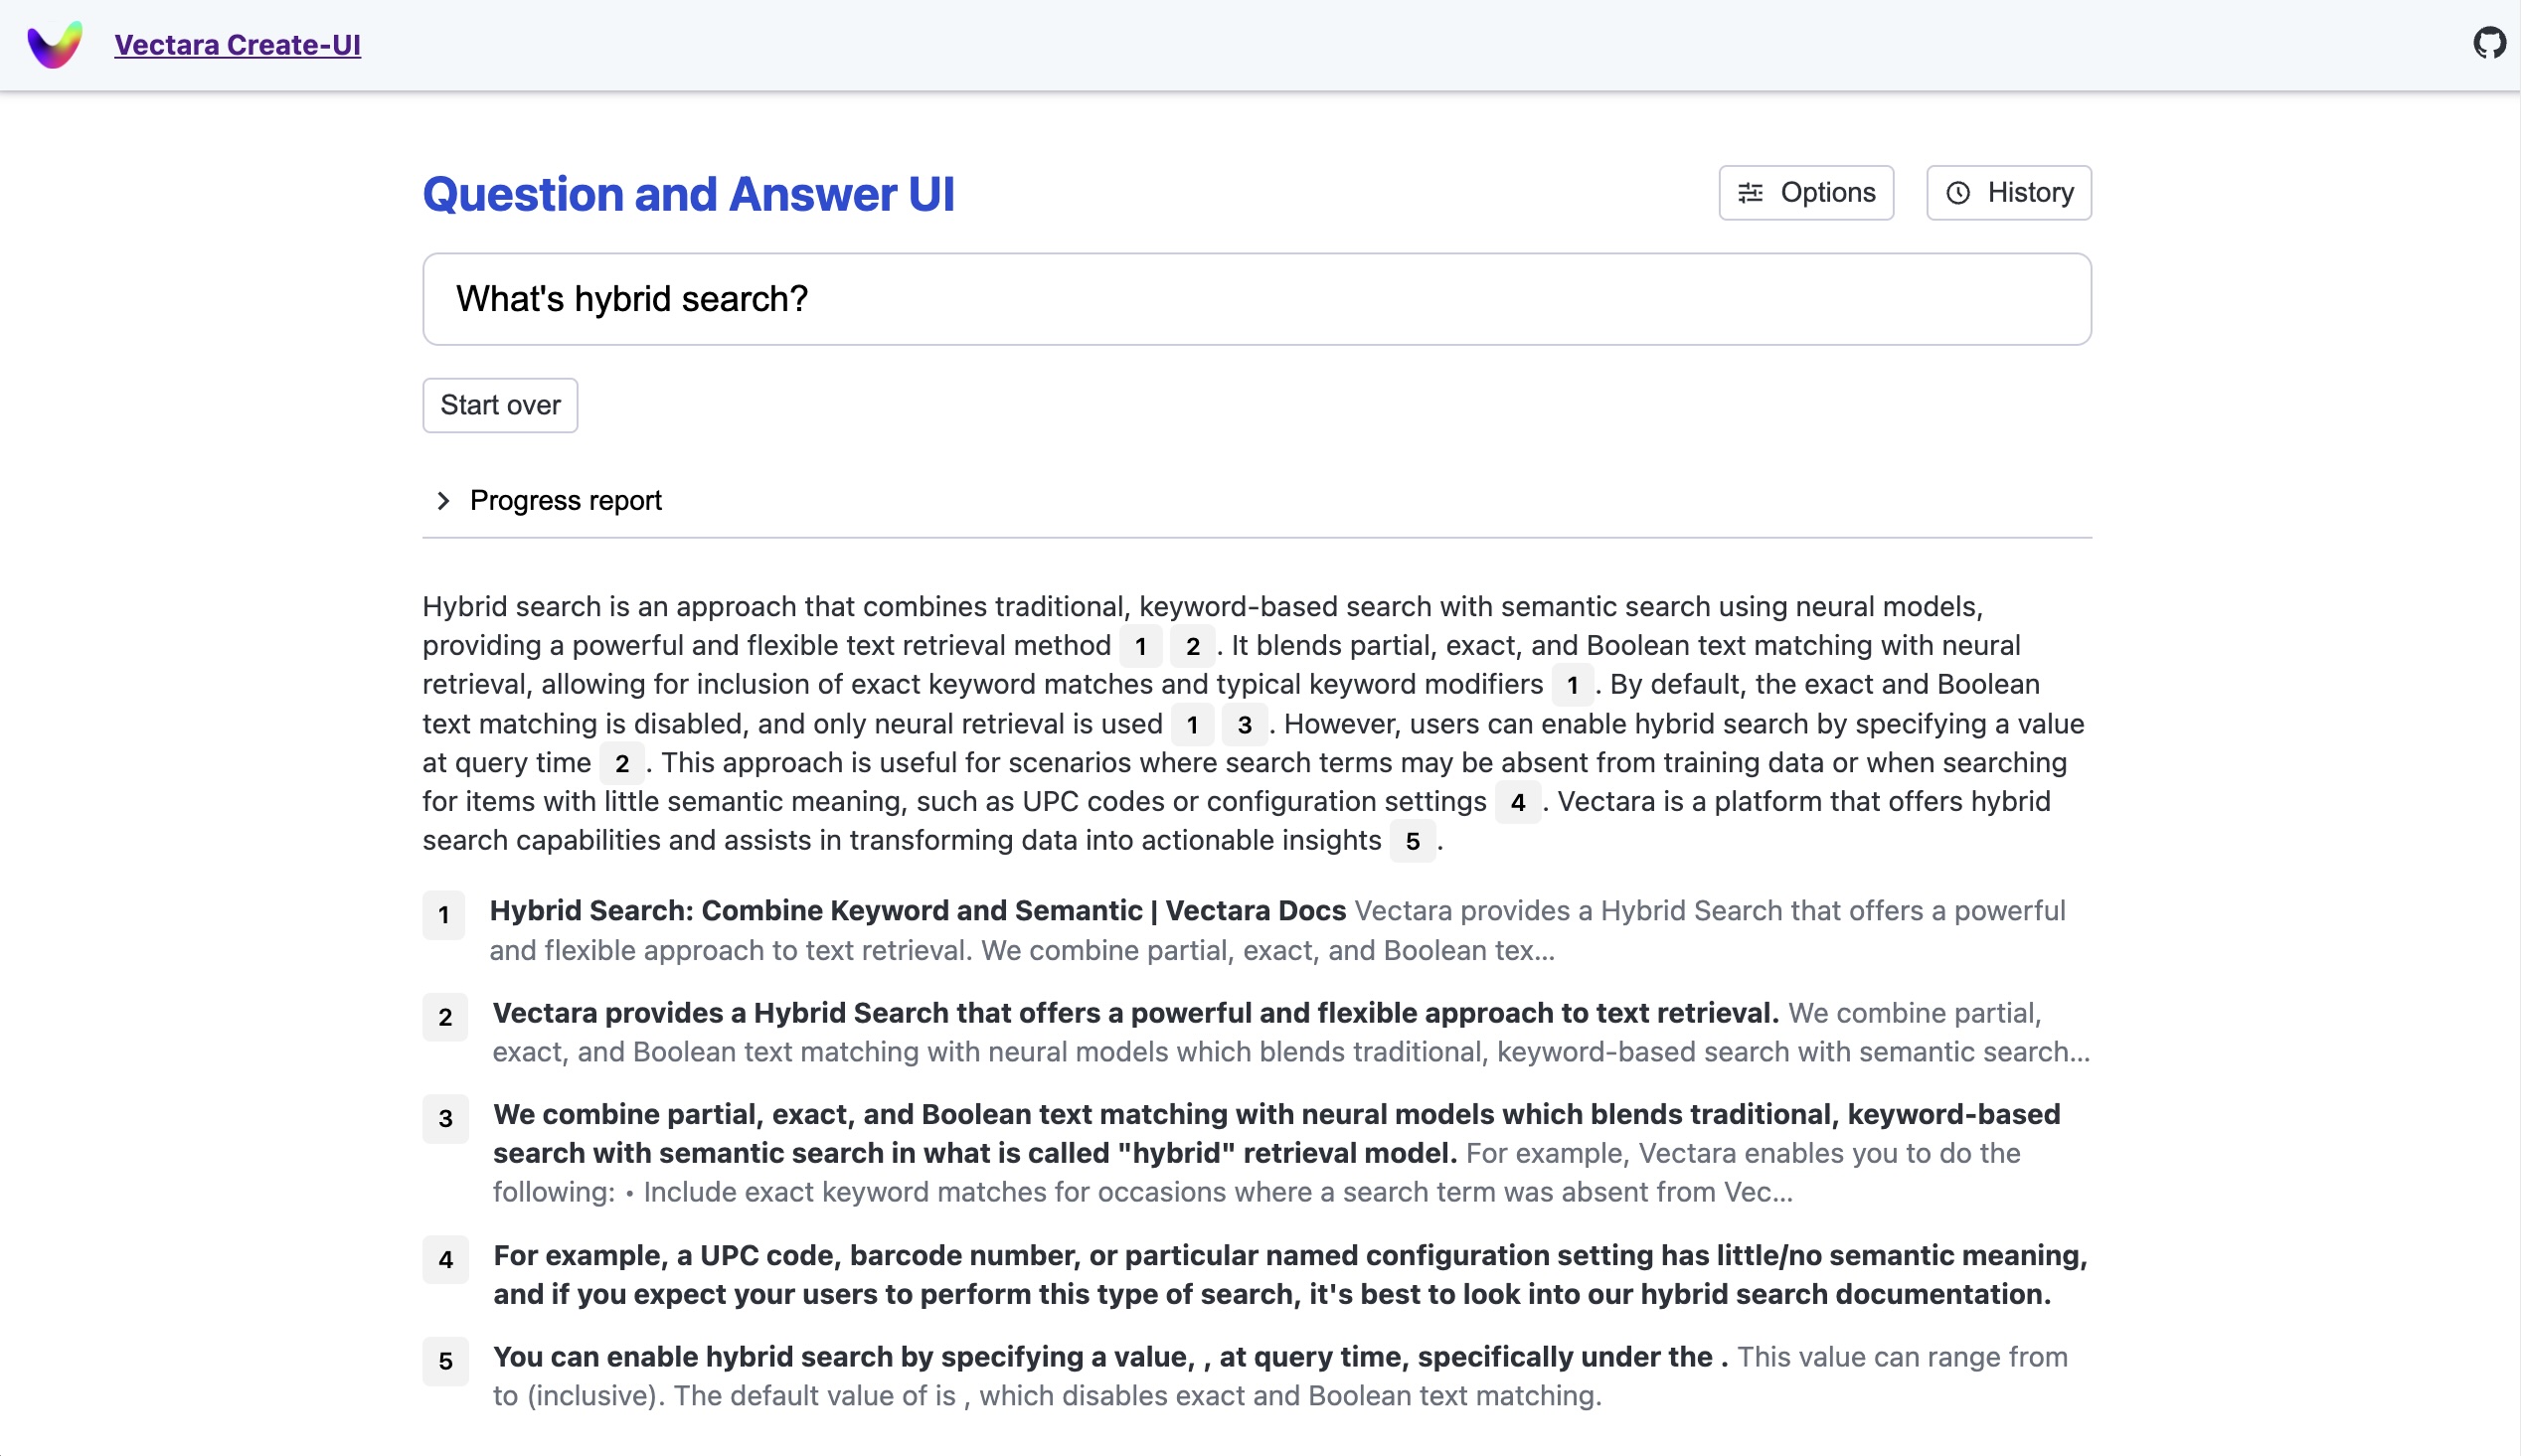 Vectara Create-UI
Question and Answer UI
Options
History
What's hybrid search?
Start over
Progress report
Hybrid search is an approach that combines traditional, keyword-based search with semantic search using neural models,
providing a powerful and flexible text retrieval method 1 2 . It blends partial, exact, and Boolean text matching with neural
retrieval, allowing for inclusion of exact keyword matches and typical keyword modifiers 1 . By default, the exact and Boolean
text matching is disabled, and only neural retrieval is used 1 3 . However, users can enable hybrid search by specifying a value
at query time 2 . This approach is useful for scenarios where search terms may be absent from training data or when searching
for items with little semantic meaning, such as UPC codes or configuration settings 4 . Vectara is a platform that offers hybrid
search capabilities and assists in transforming data into actionable insights 5 .
1 Hybrid Search: Combine Keyword and Semantic | Vectara Docs Vectara provides a Hybrid Search that offers a powerful
and flexible approach to text retrieval. We combine partial, exact, and Boolean tex...
2 Vectara provides a Hybrid Search that offers a powerful and flexible approach to text retrieval. We combine partial,
exact, and Boolean text matching with neural models which blends traditional, keyword-based search with semantic search...
3 We combine partial, exact, and Boolean text matching with neural models which blends traditional, keyword-based
search with semantic search in what is called "hybrid" retrieval model. For example, Vectara enables you to do the
following: • Include exact keyword matches for occasions where a search term was absent from Vec...
4 For example, a UPC code, barcode number, or particular named configuration setting has little/no semantic meaning,
and if you expect your users to perform this type of search, it's best to look into our hybrid search documentation.
5 You can enable hybrid search by specifying a value, , at query time, specifically under the . This value can range from
to (inclusive). The default value of is , which disables exact and Boolean text matching.